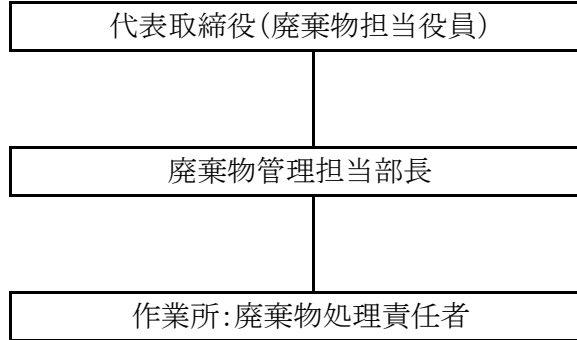 代表取締役(廃棄物担当役員)
廃棄物管理担当部長
作業所:廃棄物処理責任者